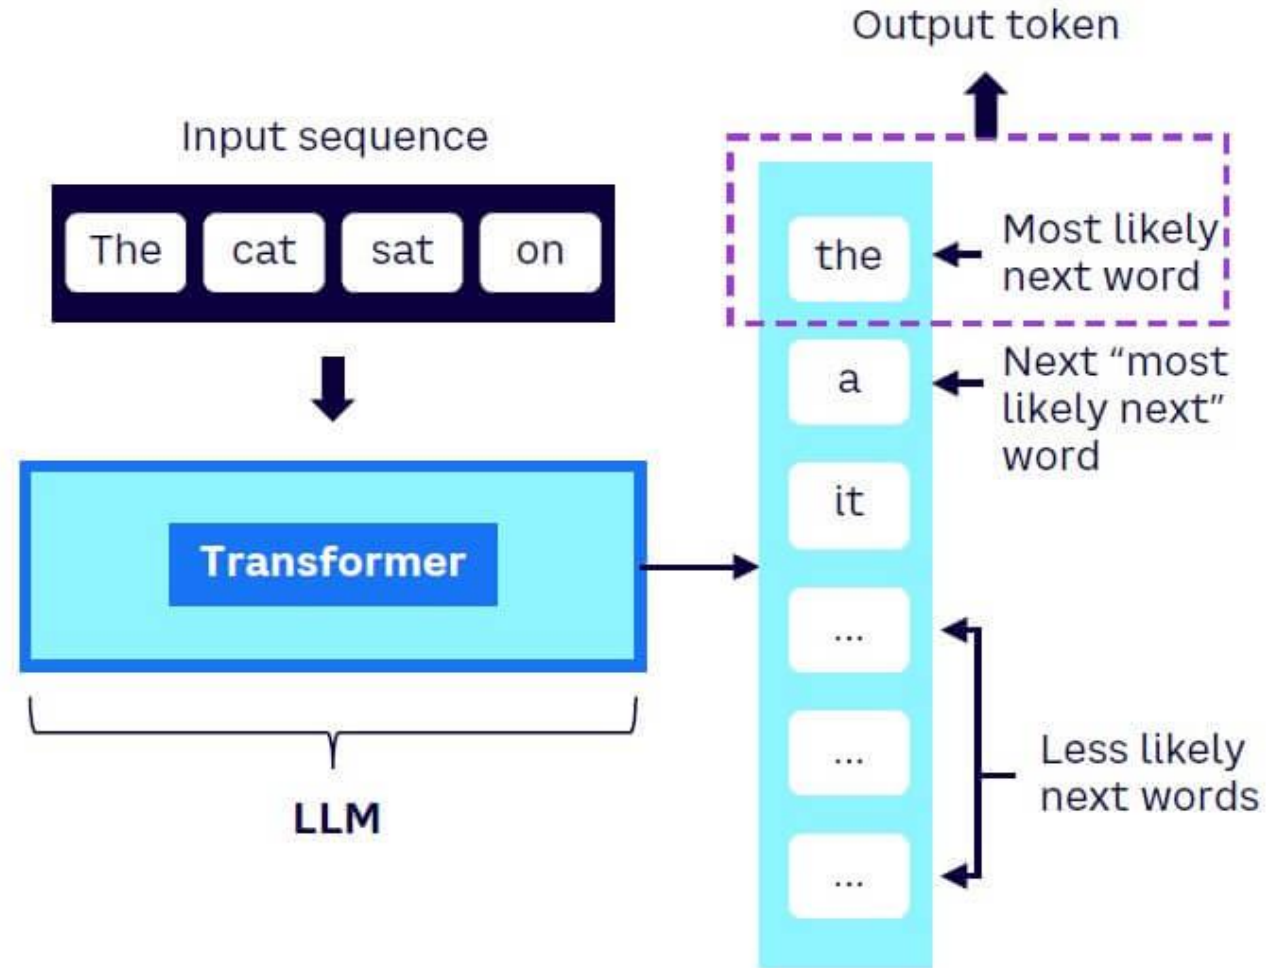 Output token
Input sequence
The cat sat on
the
Most likely
next word
a
Next “most
likely next”
word
it
Transformer
...
...
...
Less likely
next words
LLM